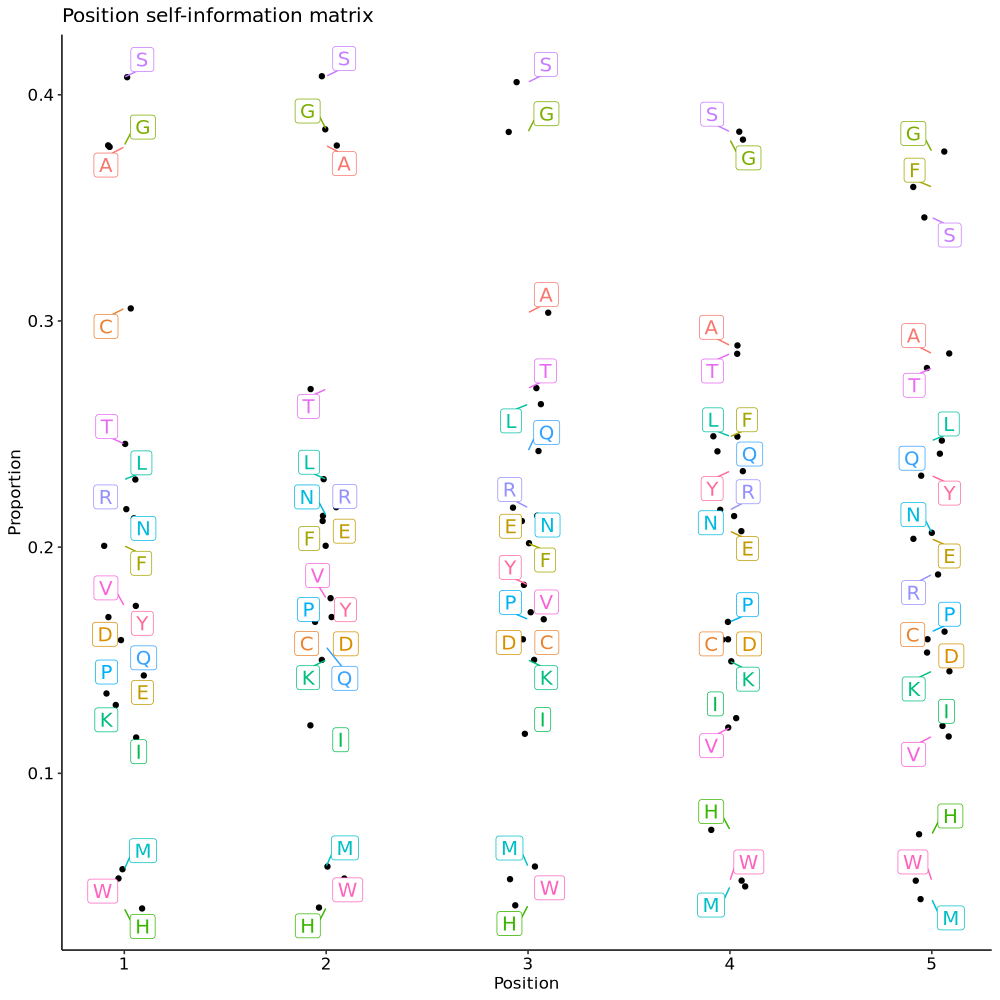 Position self-information matrix
S S S
0.4
G G G S G G
A A F
S
0.3
C A A A
T T T T
T L F L
L L L Q Q Q
R N R R Y R Y
N F E E N N E N
0.2
F Y F E R
V V P V P P
D Y P Y D C C D C D
P Q C D K K K
E K Q I I
K I I I V V
0.1
H H
M M M W W
W W W M M
H H H
1 2 3 4 5
Proportion
Position